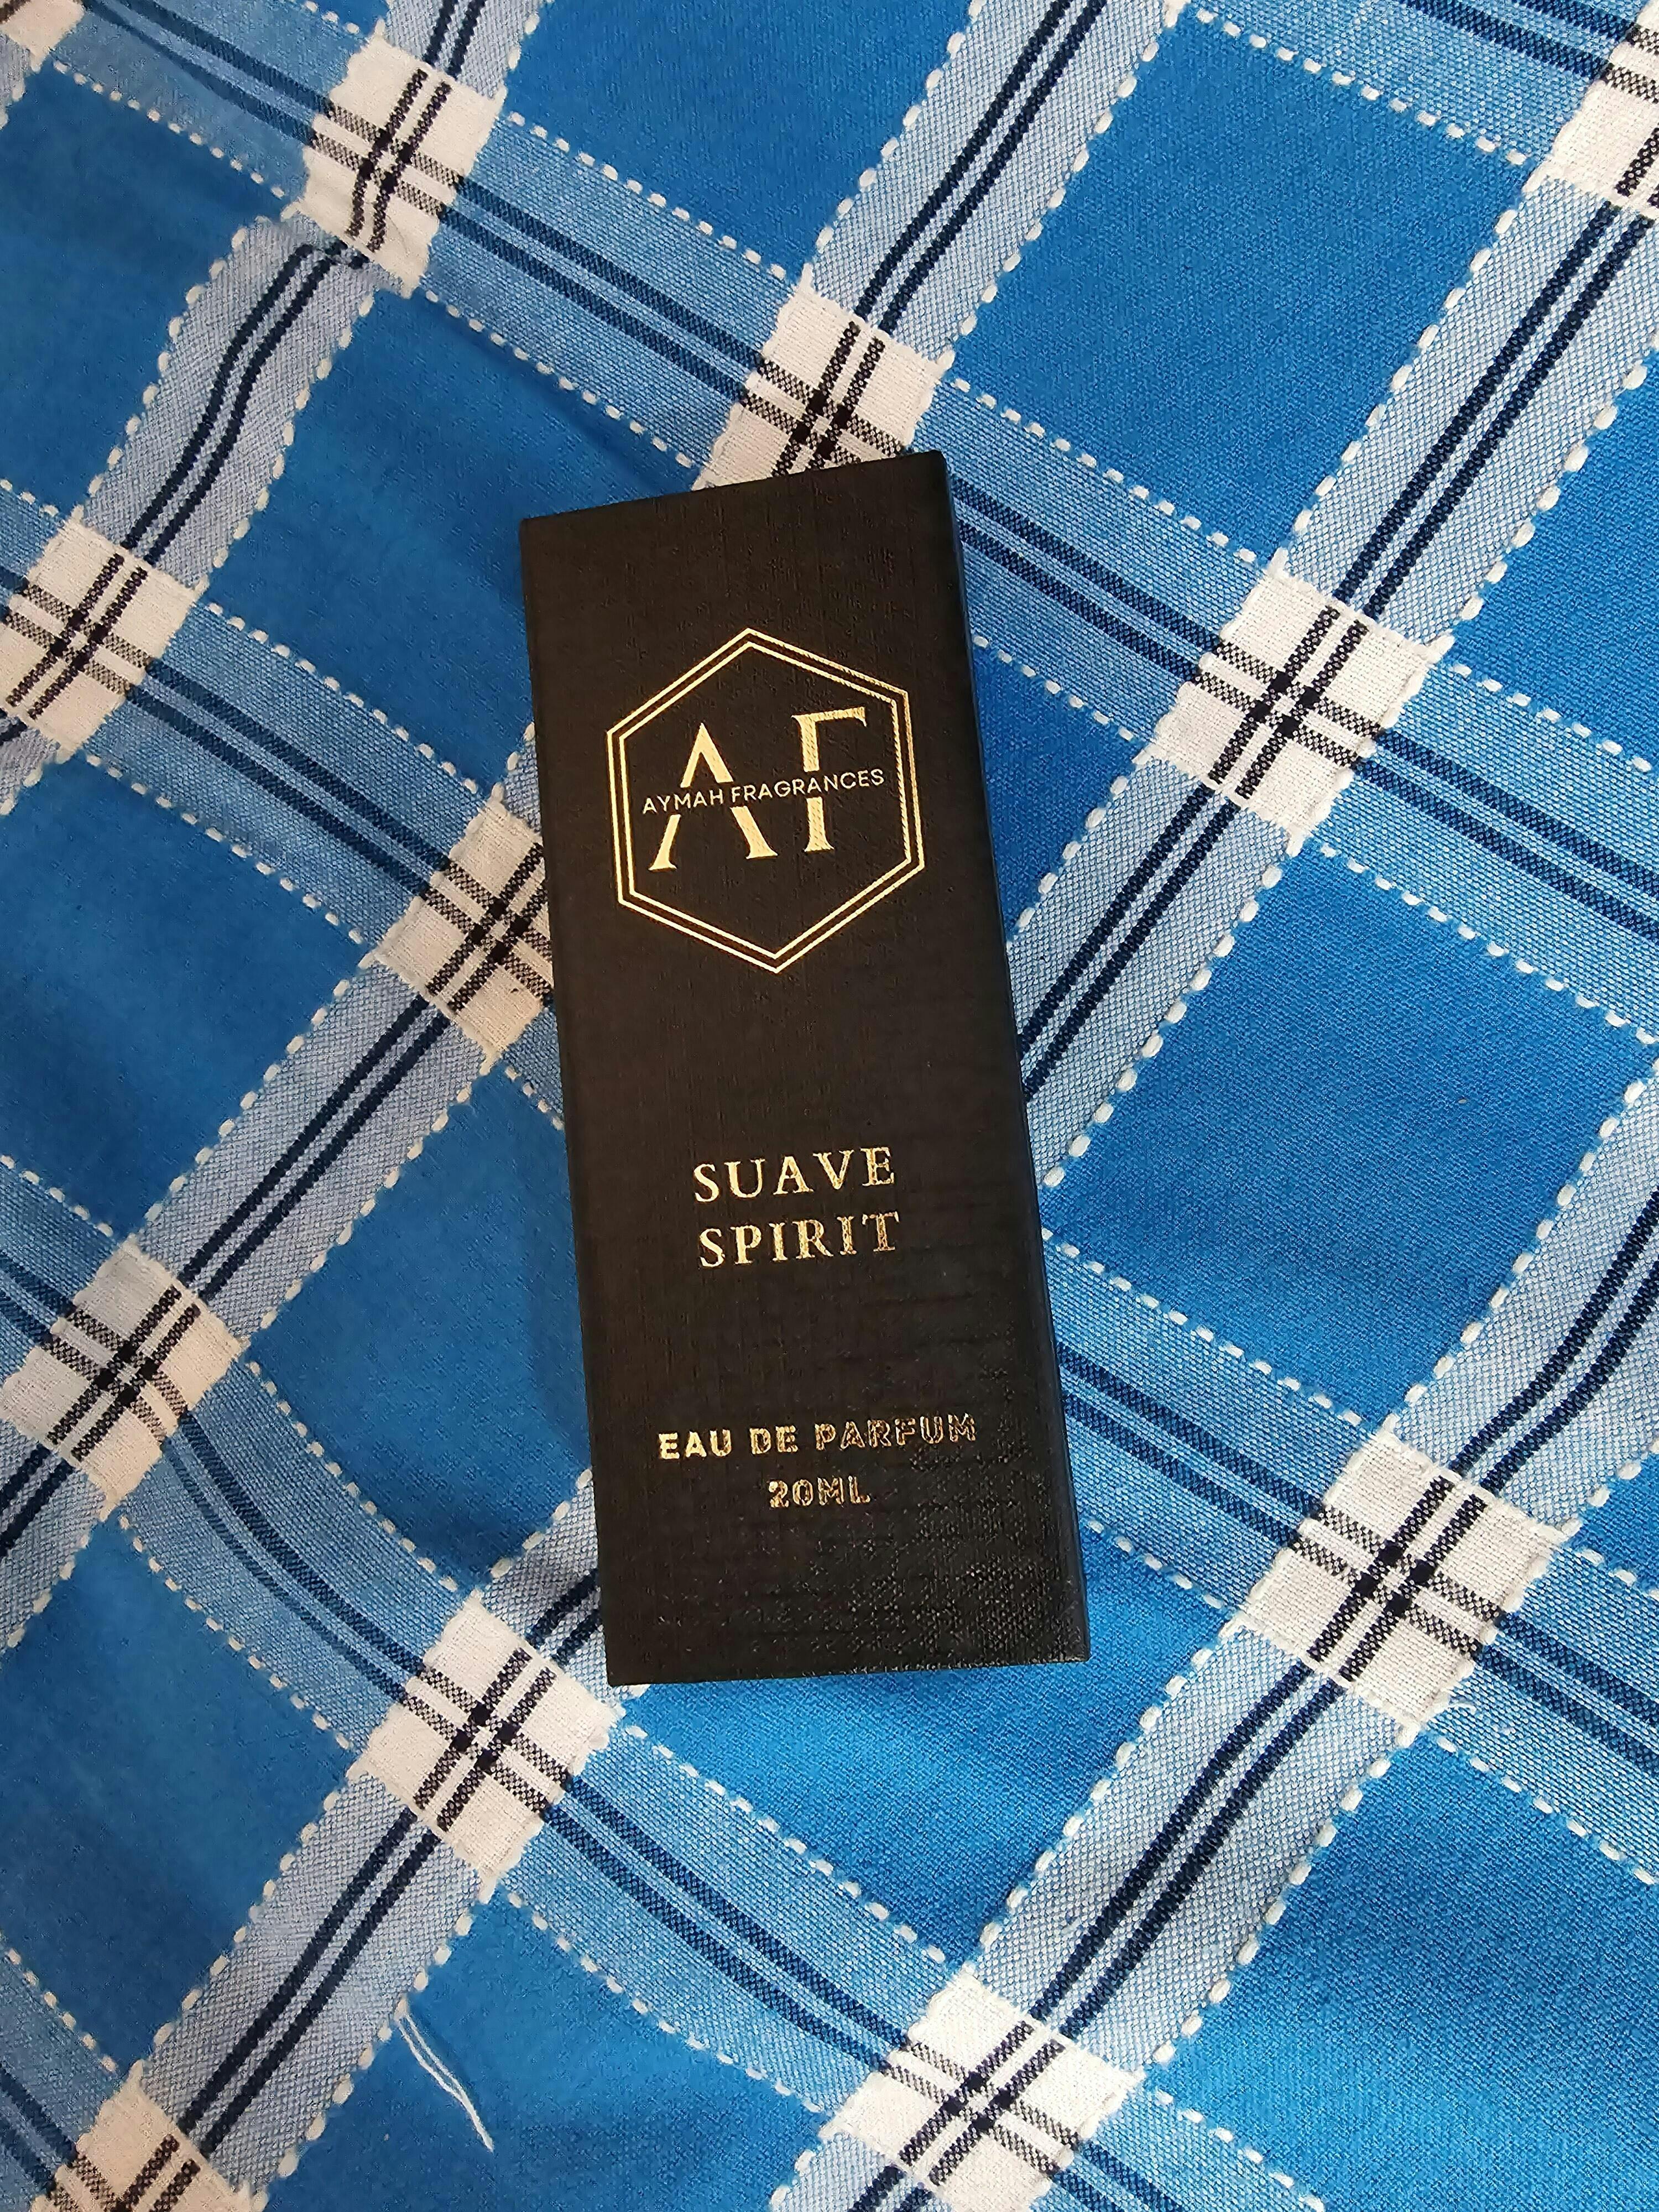 AF
AYMAH FRAGRANCES
SUAVE
SPIRIT
EAU DE PARFUM
20ML